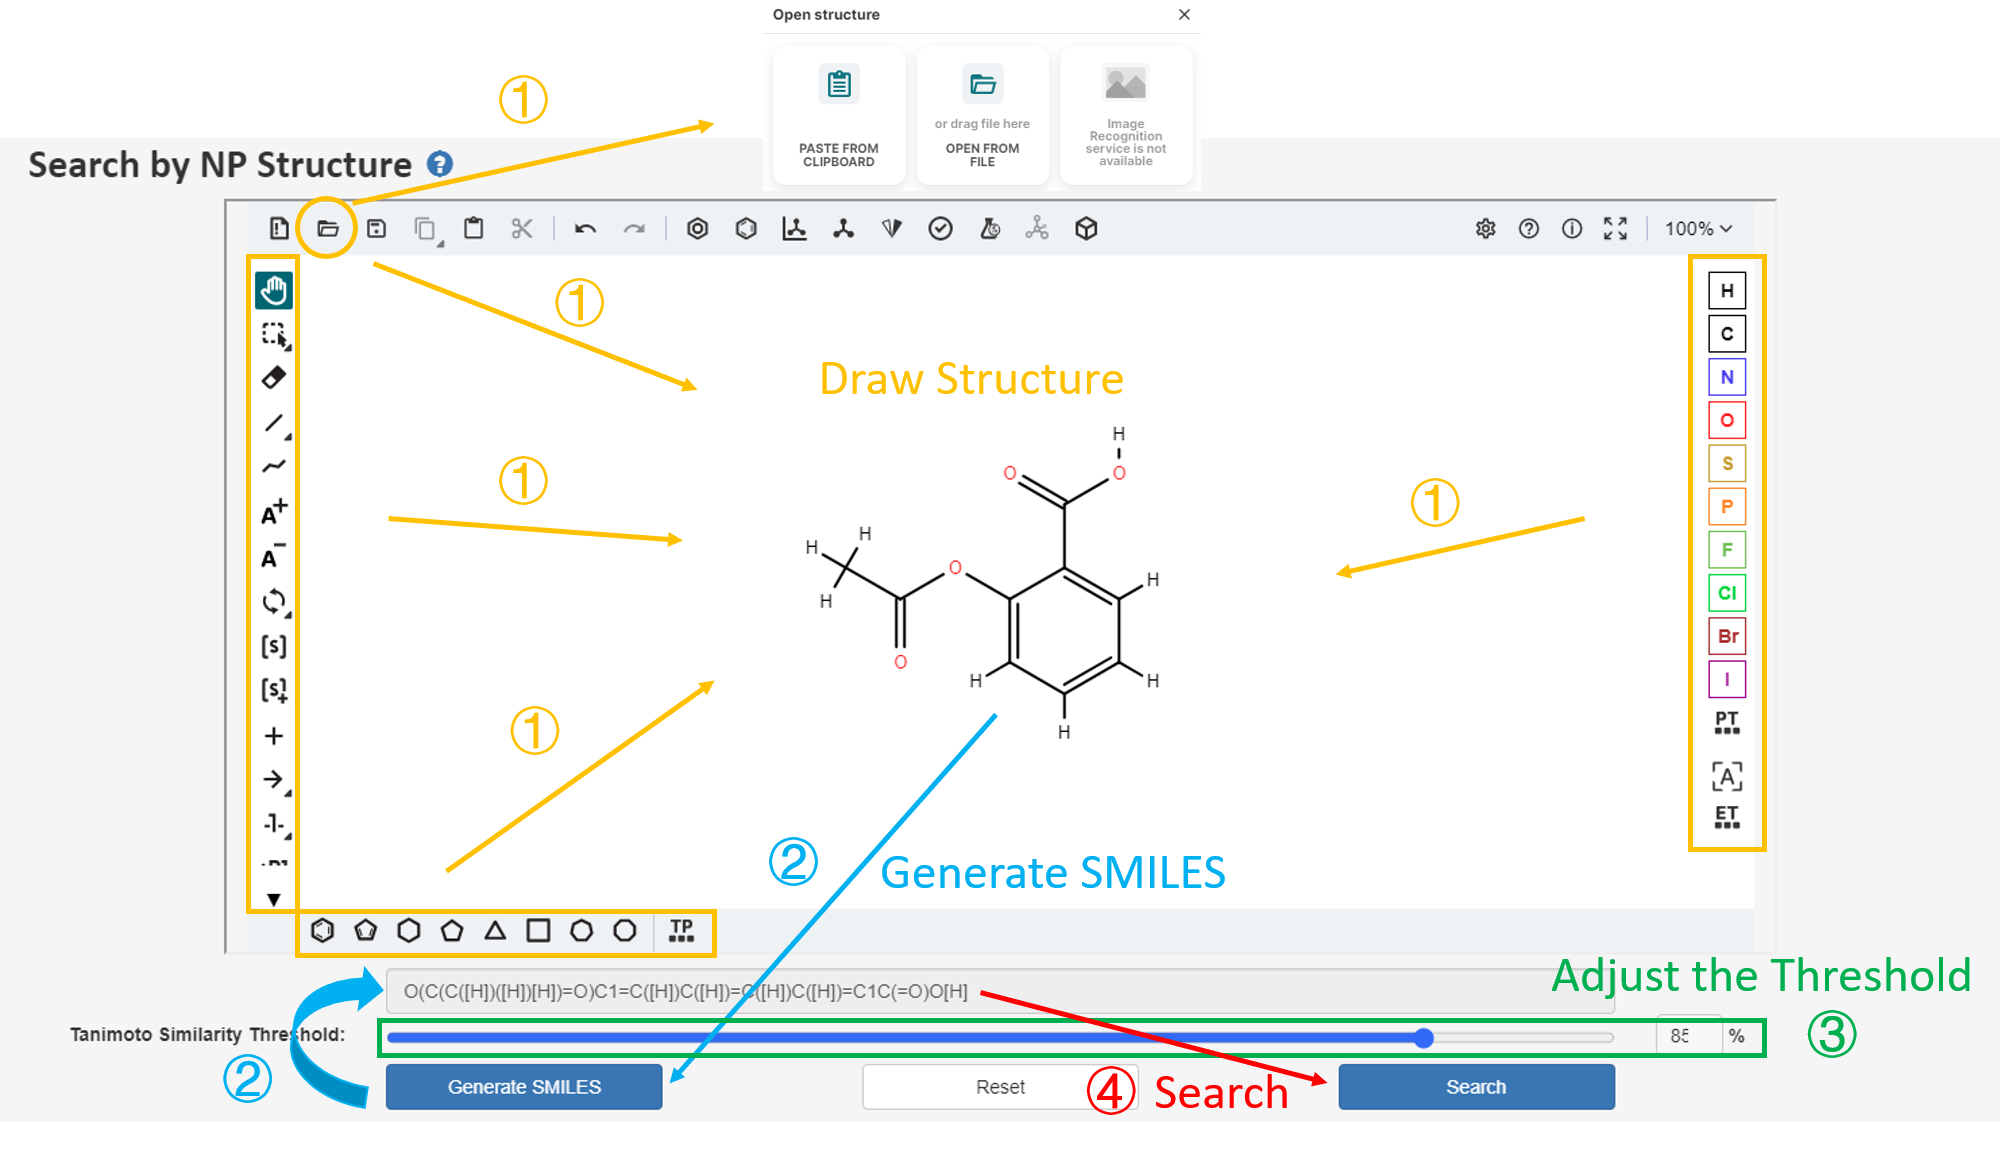 Open structure
①
or drag file here
Image
Recognition
service is not
available
PASTE FROM
CLIPBOARD
OPEN FROM
FILE
Search by NP Structure ?
100%
①
Draw Structure
H
C
N
O
S
P
F
Cl
Br
I
PT
[A]
ET
A+
A−
[s]
[s]
-1-
①
①
H
O
O
H
H
O
H
H
O
H
H
H
①
② Generate SMILES
TP
Adjust the Threshold
O(C(C([H])([H])[H])=O)C1=C([H])C([H])=C([H])C([H])=C1C(=O)O[H]
Tanimoto Similarity Threshold:
85 %
③
②
Generate SMILES
Reset
④ Search
Search